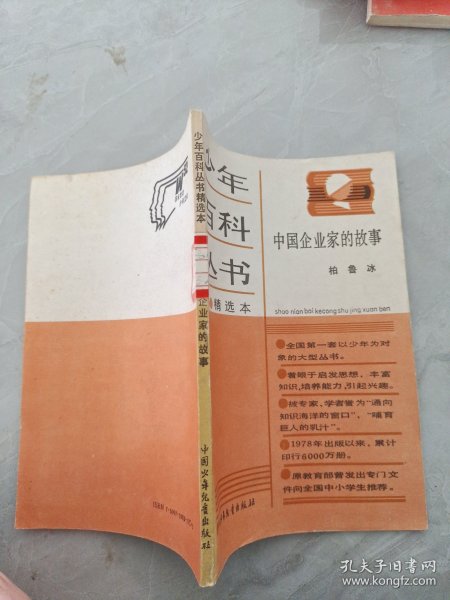 少年
百科
丛书
精选本
中国企业家的故事
柏鲁冰
shao nian bai ke cong shu jing xuan ben
全国第一套以少年为对
象的大型丛书。
着眼于启发思想，丰富
知识，培养能力，引起兴趣。
被专家、学者誉为“通向
知识海洋的窗口”、“哺育
巨人的乳汁”。
1978年出版以来，累计
印行6000万册。
原教育部曾发出专门文
件向全国中小学生推荐。
少年百科丛书精选本
企业家的故事
中国少年儿童出版社
孔夫子旧书网
www.kongfz.com